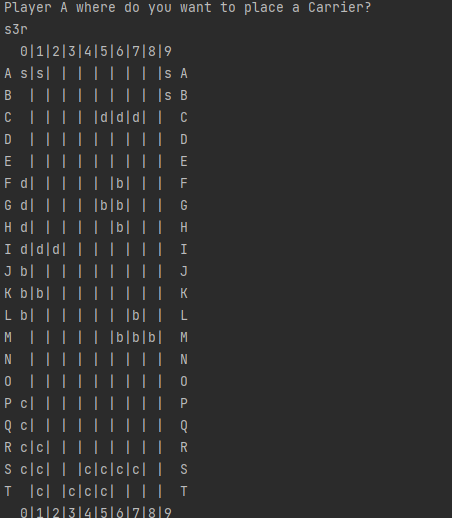 Player A where do you want to place a Carrier?
s3r
  0|1|2|3|4|5|6|7|8|9
A s|s| | | | | | | |s A
B  | | | | | | | | |s B
C  | | | | |d|d|d| |  C
D  | | | | | | | | |  D
E  | | | | | | | | |  E
F d| | | | | |b| | |  F
G d| | | | |b|b| | |  G
H d| | | | | |b| | |  H
I d|d|d| | | | | | |  I
J b| | | | | | | | |  J
K b|b| | | | | | | |  K
L b| | | | | | |b| |  L
M  | | | | | |b|b|b|  M
N  | | | | | | | | |  N
O  | | | | | | | | |  O
P c| | | | | | | | |  P
Q c| | | | | | | | |  Q
R c|c| | | | | | | |  R
S c|c| | |c|c|c|c| |  S
T  |c| |c|c|c| | | |  T
  0|1|2|3|4|5|6|7|8|9